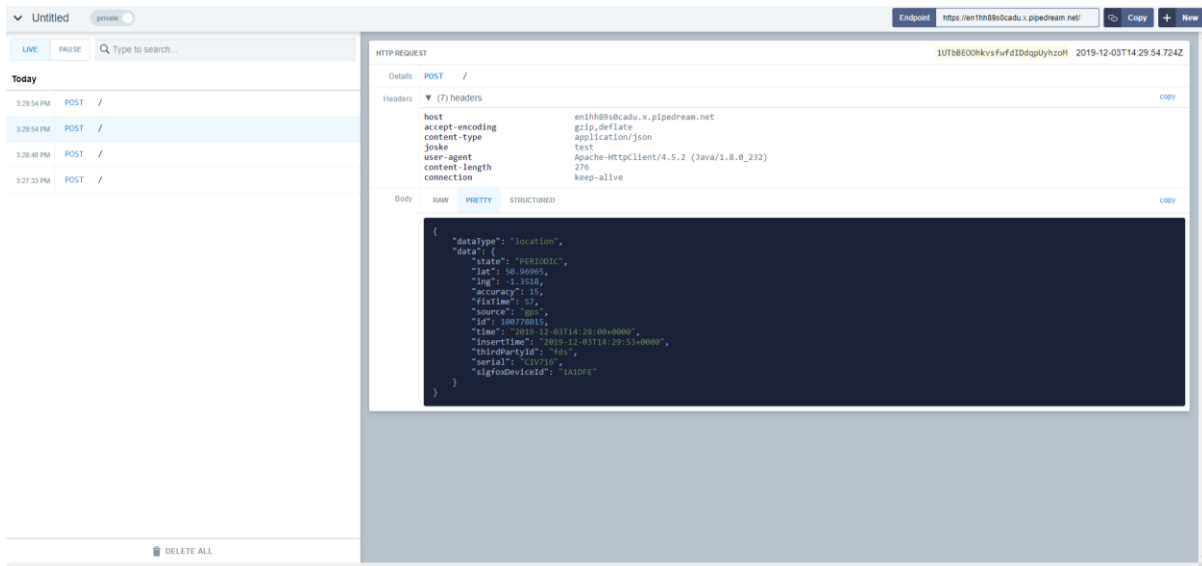 Untitled private Endpoint https://en1hh89s0cadu.x.pipedream.net/ Copy New
LIVE PAUSE Type to search...
Today
3:29:54 PM POST /
3:29:54 PM POST /
3:28:40 PM POST /
3:27:33 PM POST /
DELETE ALL
HTTP REQUEST 2019-12-03T14:29:54.724Z
Details POST /
Headers ▼ (7) headers copy
host en1hh89s0cadu.x.pipedream.net
accept-encoding gzip,deflate
content-type application/json
joske test
user-agent Apache-HttpClient/4.5.2 (Java/1.8.0_232)
content-length 276
connection keep-alive
Body RAW PRETTY STRUCTURED copy
{
"dataType": "location",
"data": {
"state": "PERIODIC",
"lat": 50.96965,
"lng": -1.3518,
"accuracy": 15,
"fixTime": 57,
"source": "gps",
"id": 100778015,
"time": "2019-12-03T14:28:00+0000",
"insertTime": "2019-12-03T14:29:53+0000",
"thirdPartyId": "fds",
"serial": "C1V716",
"sigfoxDeviceId": "1A1DFE"
}
}